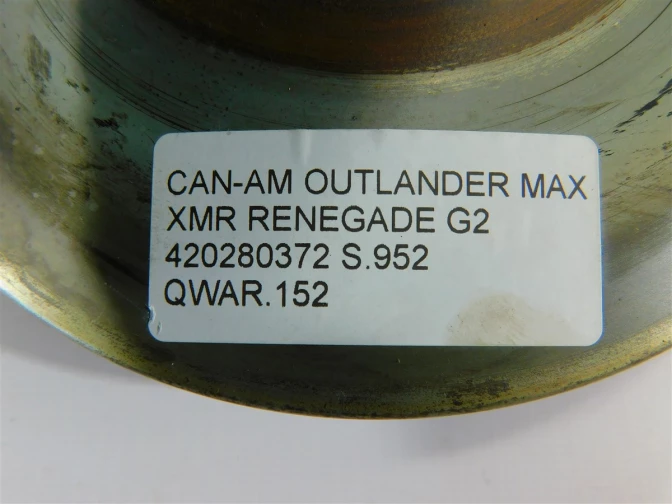 CAN-AM OUTLANDER MAX
XMR RENEGADE G2
420280372 S.952
QWAR.152